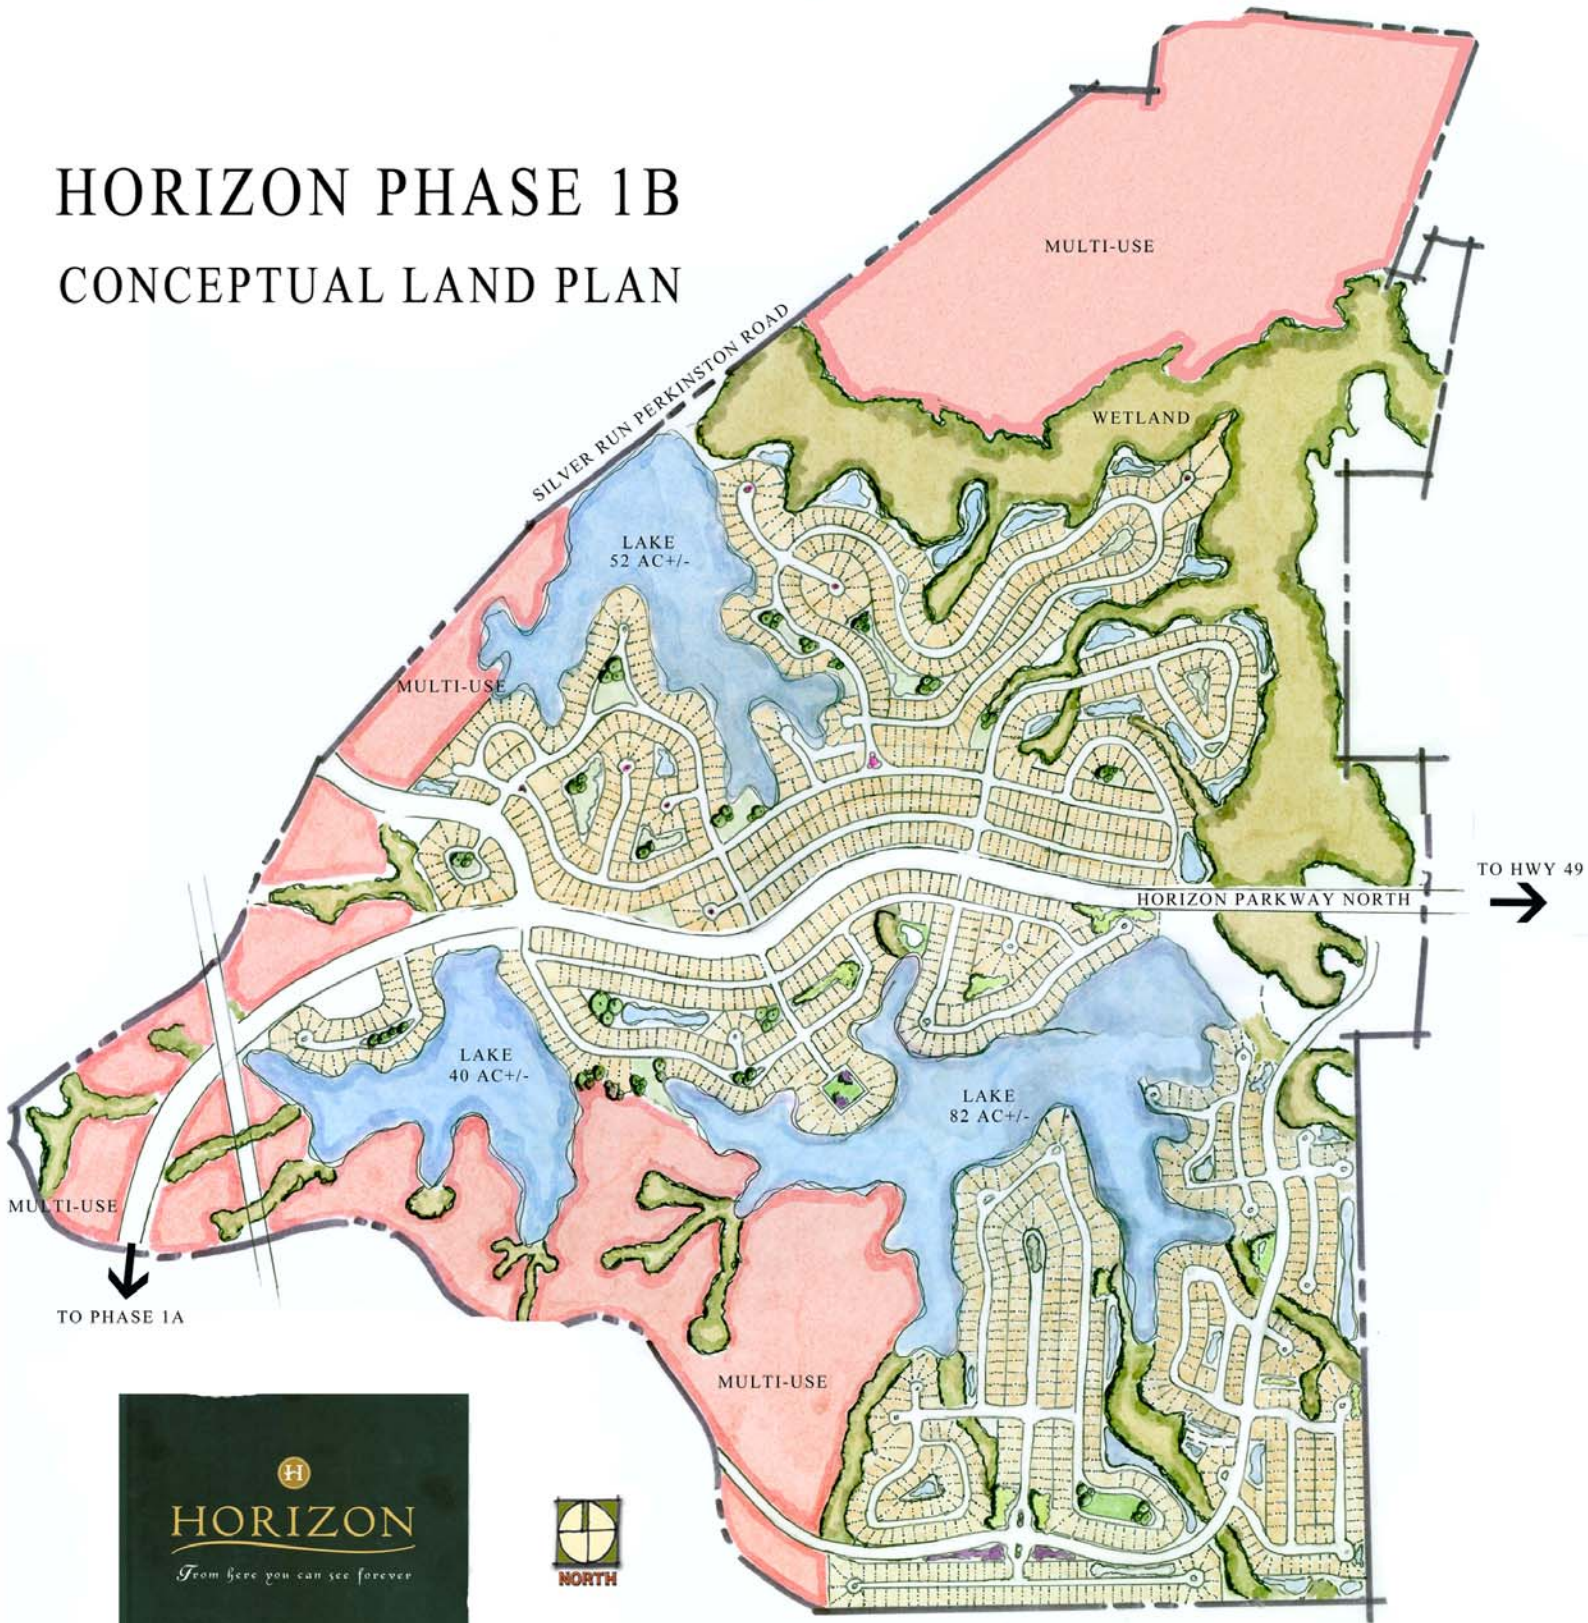 HORIZON PHASE 1B
CONCEPTUAL LAND PLAN
MULTI-USE
SILVER RUN PERKINSTON ROAD
WETLAND
LAKE
52 AC+/-
MULTI-USE
TO HWY 49
HORIZON PARKWAY NORTH
LAKE
40 AC+/-
LAKE
82 AC+/-
MULTI-USE
TO PHASE 1A
MULTI-USE
H
HORIZON
From here you can see forever
NORTH